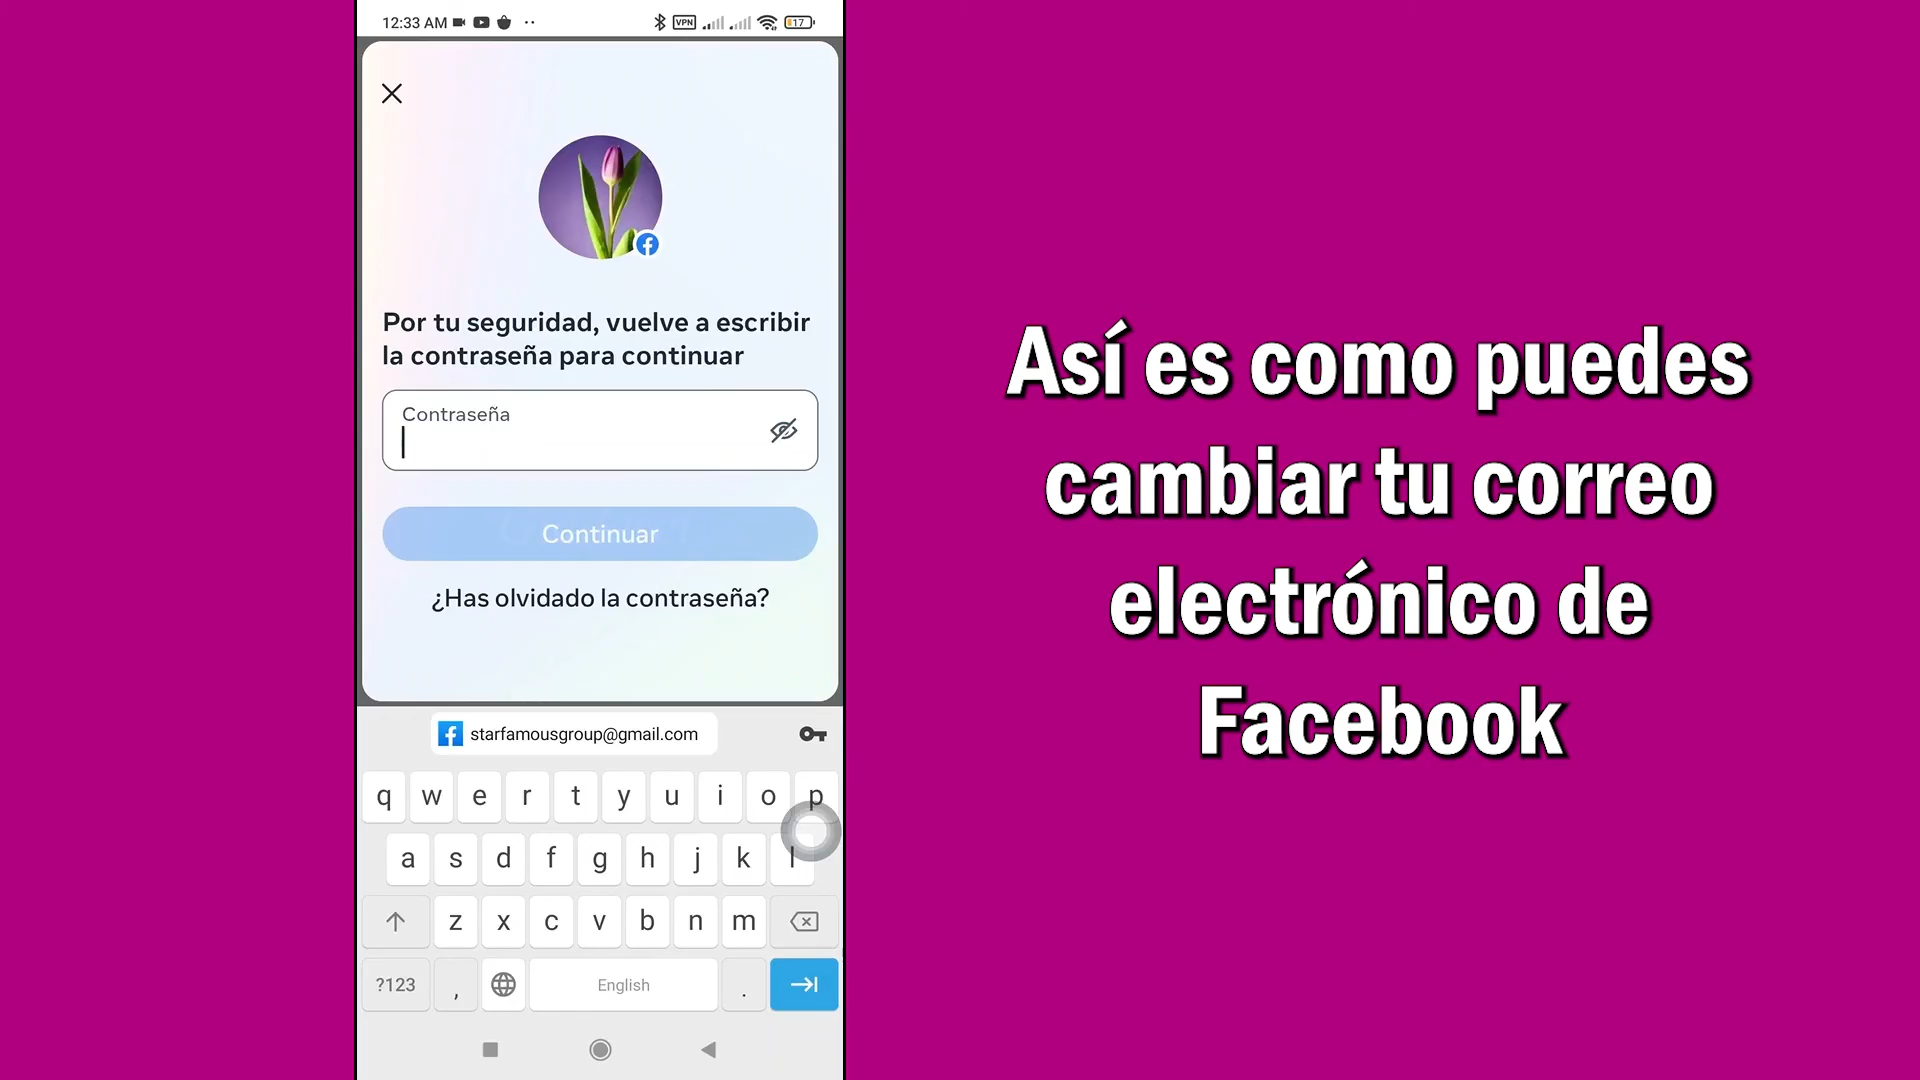 12:33 AM
VPN
17
Por tu seguridad, vuelve a escribir
la contraseña para continuar
Contraseña
Continuar
¿Has olvidado la contraseña?
starfamousgroup@gmail.com
q w e r t y u i o p
a s d f g h j k l
z x c v b n m
?123 , English .
Así es como puedes
cambiar tu correo
electrónico de
Facebook